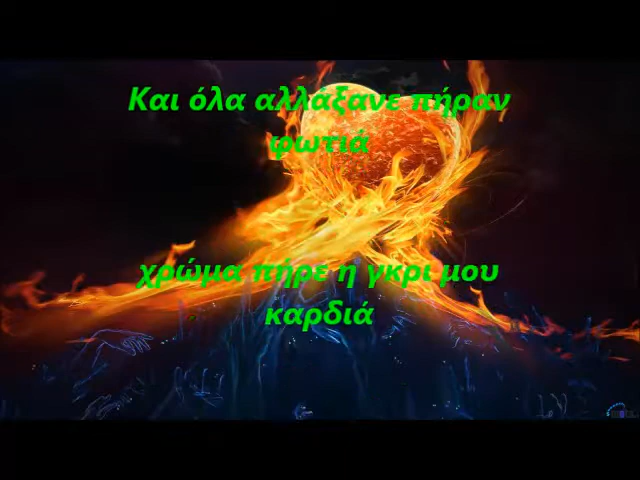 Και όλα αλλάξανε πήραν
φωτιά
χρώμα πήρε η γκρι μου
καρδιά